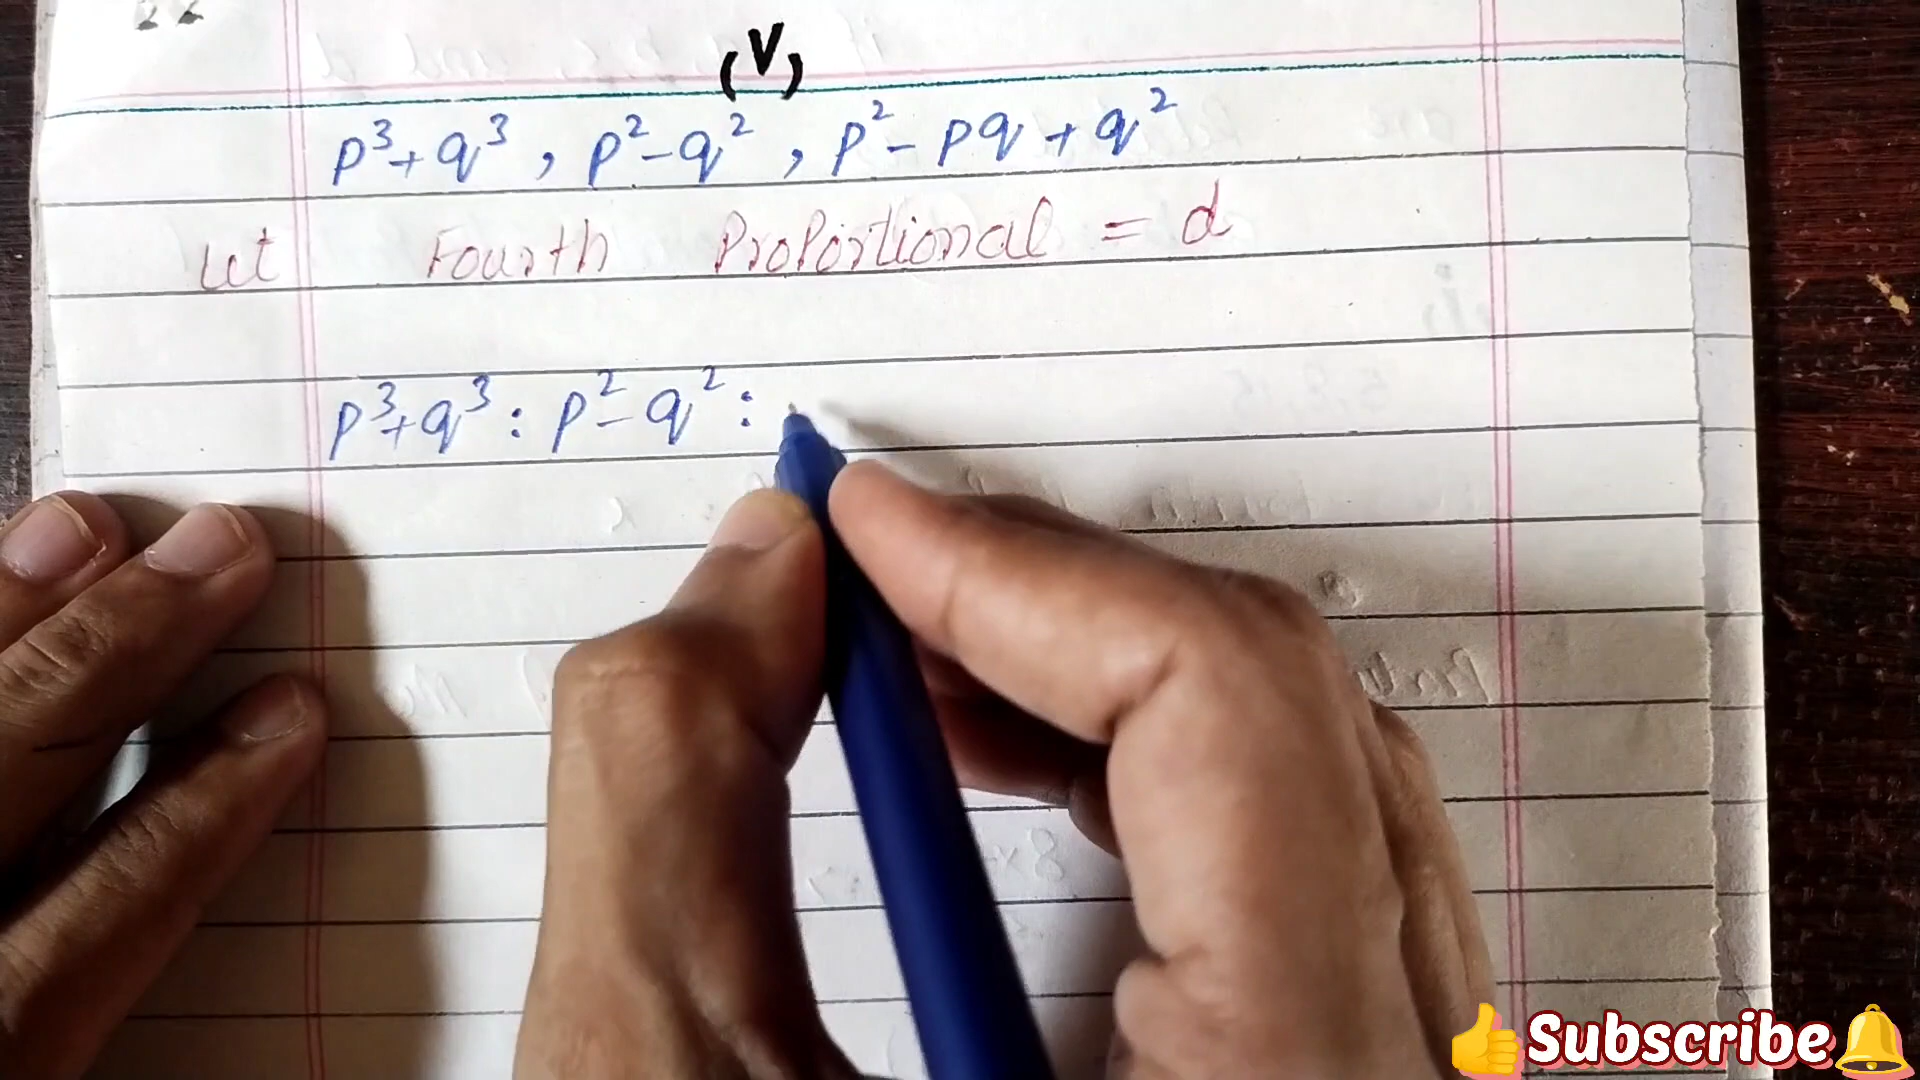 (V)
p³+q³ , p²-q² , p²-pq+q²
Let Fourth Proportional = d
p³+q³ : p²-q² :
Subscribe